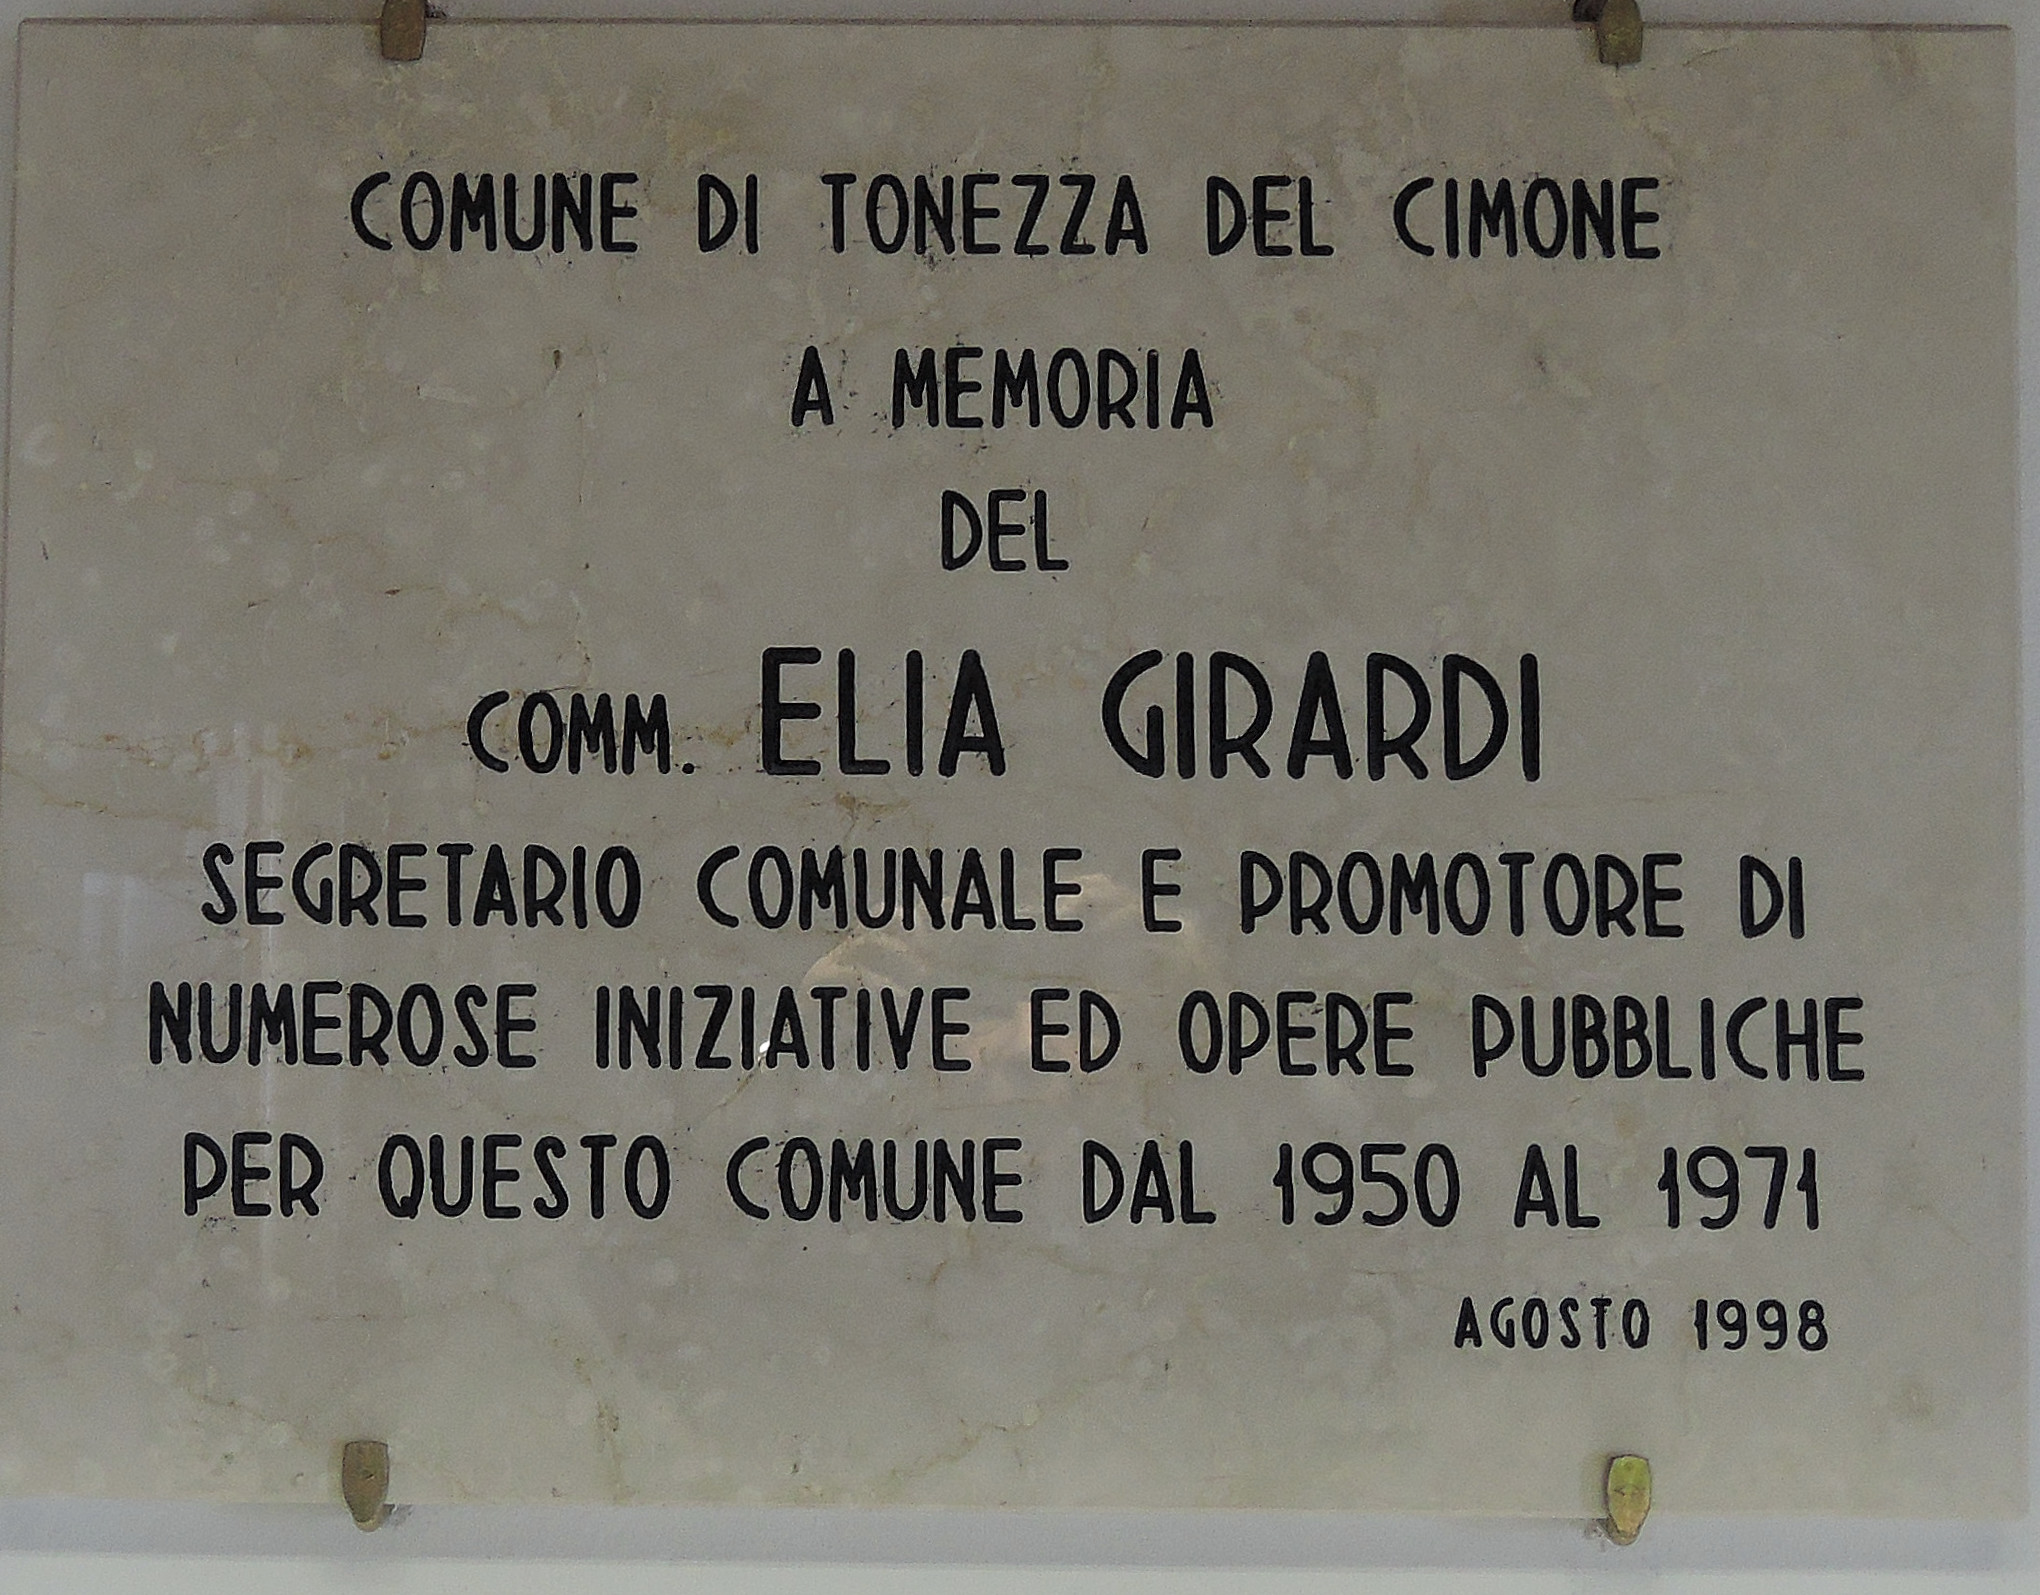 COMUNE DI TONEZZA DEL CIMONE
A MEMORIA
DEL
COMM. ELIA GIRARDI
SEGRETARIO COMUNALE E PROMOTORE DI
NUMEROSE INIZIATIVE ED OPERE PUBBLICHE
PER QUESTO COMUNE DAL 1950 AL 1971
AGOSTO 1998